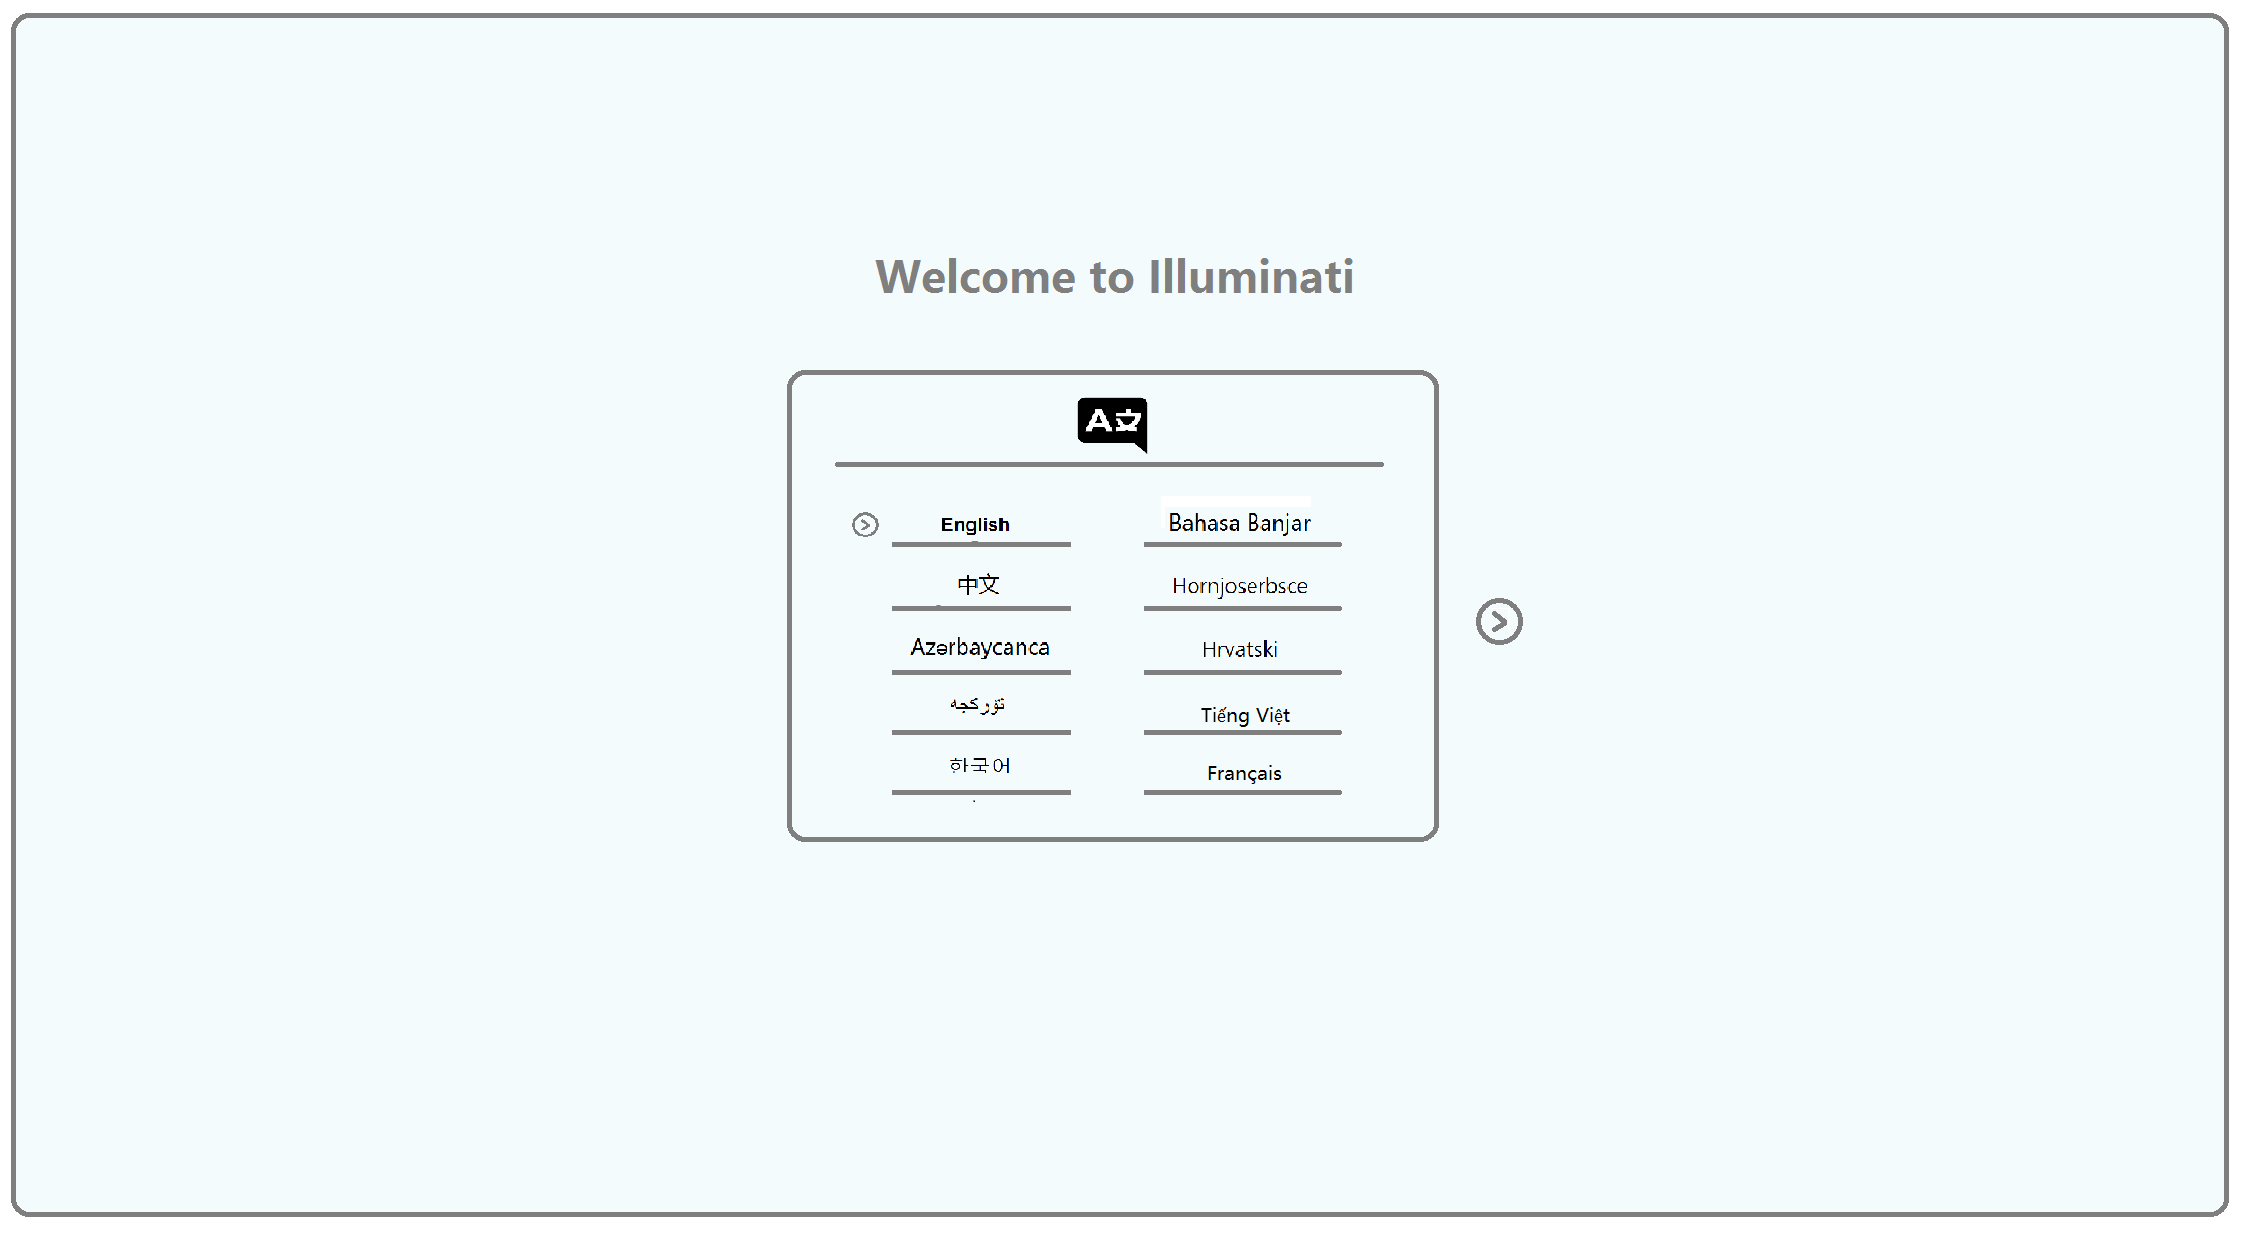 Welcome to Illuminati
A文
English
Bahasa Banjar
中文
Hornjoserbsce
Azərbaycanca
Hrvatski
تۆرکجه
Tiếng Việt
한국어
Français